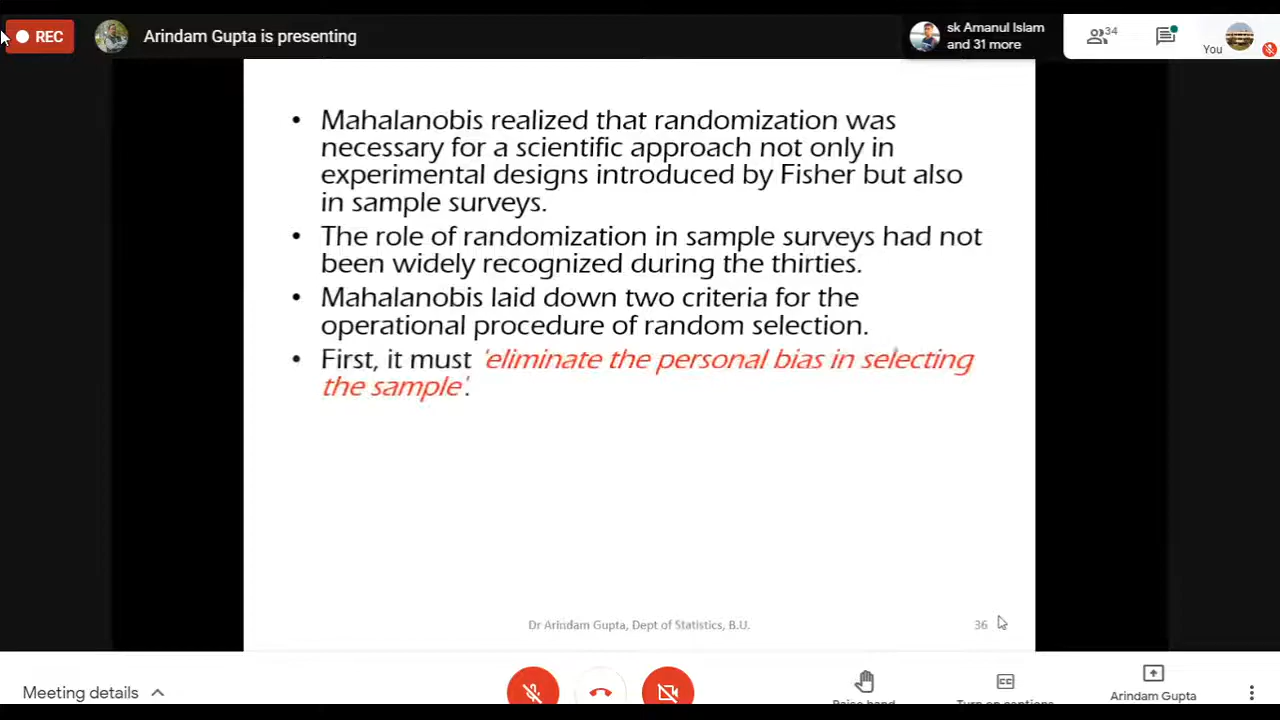 REC
Arindam Gupta is presenting
sk Amanul Islam
and 31 more
34
You
• Mahalanobis realized that randomization was
necessary for a scientific approach not only in
experimental designs introduced by Fisher but also
in sample surveys.
• The role of randomization in sample surveys had not
been widely recognized during the thirties.
• Mahalanobis laid down two criteria for the
operational procedure of random selection.
• First, it must 'eliminate the personal bias in selecting
the sample'.
Dr Arindam Gupta, Dept of Statistics, B.U.
36
Meeting details
Raise hand
Turn on captions
Arindam Gupta